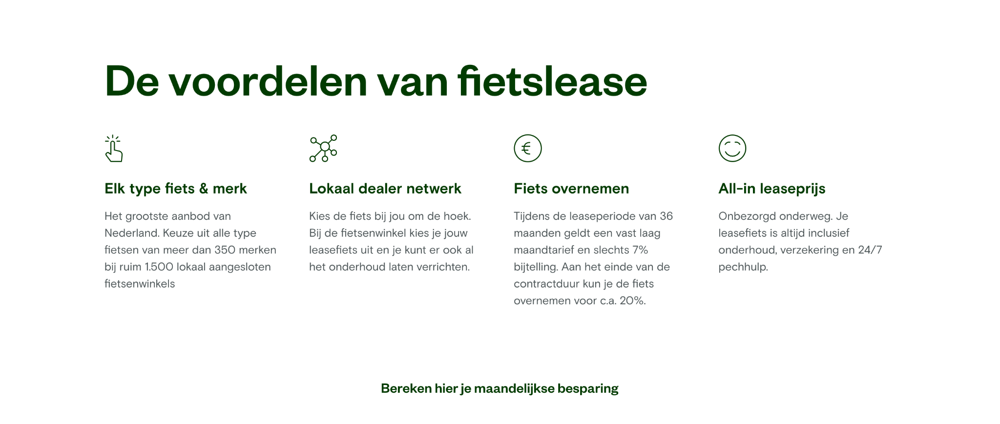 De voordelen van fietslease
Elk type fiets & merk
Het grootste aanbod van
Nederland. Keuze uit alle type
fietsen van meer dan 350 merken
bij ruim 1.500 lokaal aangesloten
fietsenwinkels
Lokaal dealer netwerk
Kies de fiets bij jou om de hoek.
Bij de fietsenwinkel kies je jouw
leasefiets uit en je kunt er ook al
het onderhoud laten verrichten.
Fiets overnemen
Tijdens de leaseperiode van 36
maanden geldt een vast laag
maandtarief en slechts 7%
bijtelling. Aan het einde van de
contractduur kun je de fiets
overnemen voor c.a. 20%.
All-in leaseprijs
Onbezorgd onderweg. Je
leasefiets is altijd inclusief
onderhoud, verzekering en 24/7
pechhulp.
Bereken hier je maandelijkse besparing